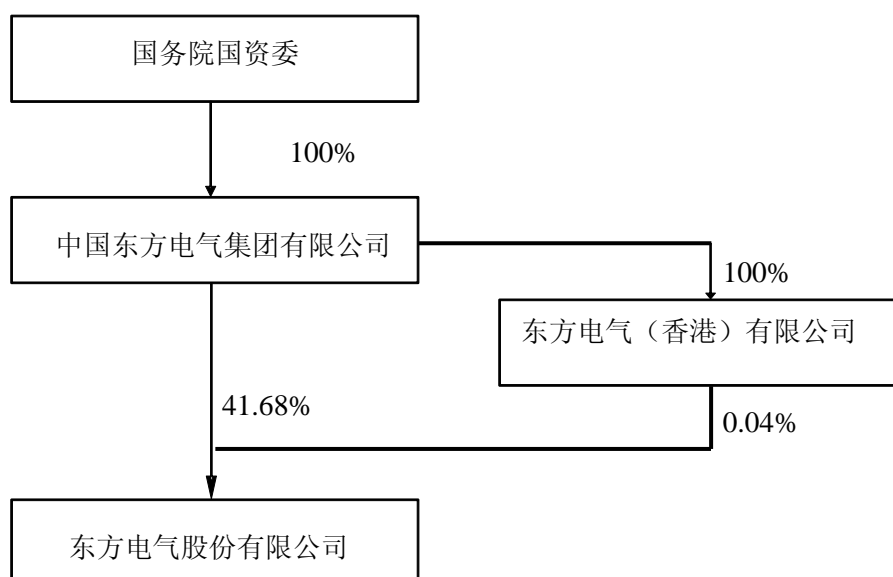 国务院国资委
100%
中国东方电气集团有限公司
100%
东方电气（香港）有限公司
41.68%
0.04%
东方电气股份有限公司